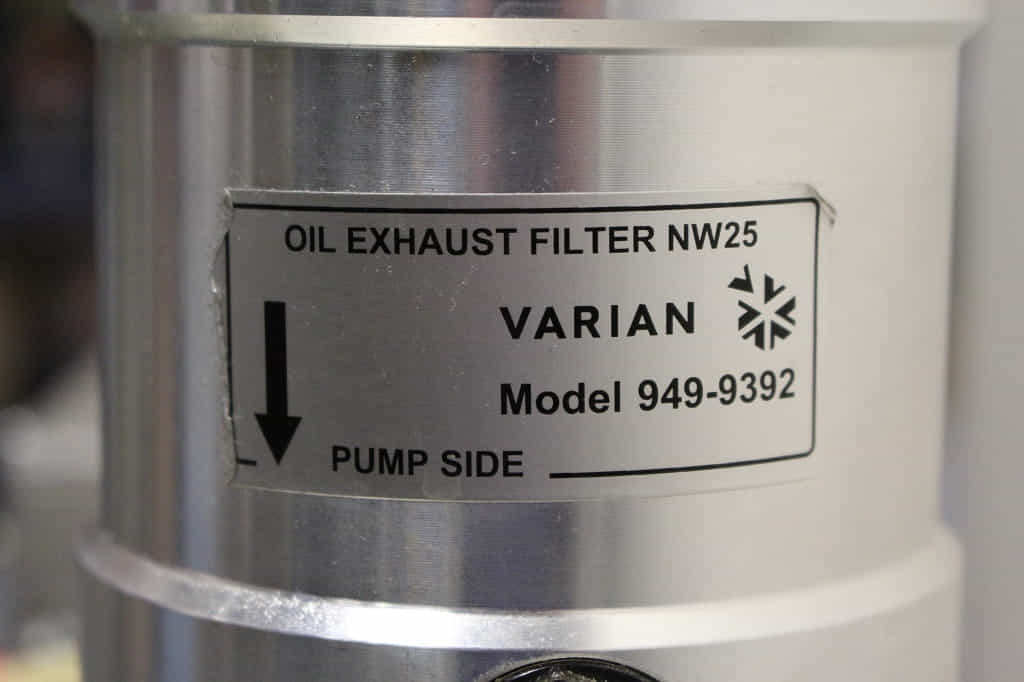 OIL EXHAUST FILTER NW25
VARIAN
Model 949-9392
PUMP SIDE